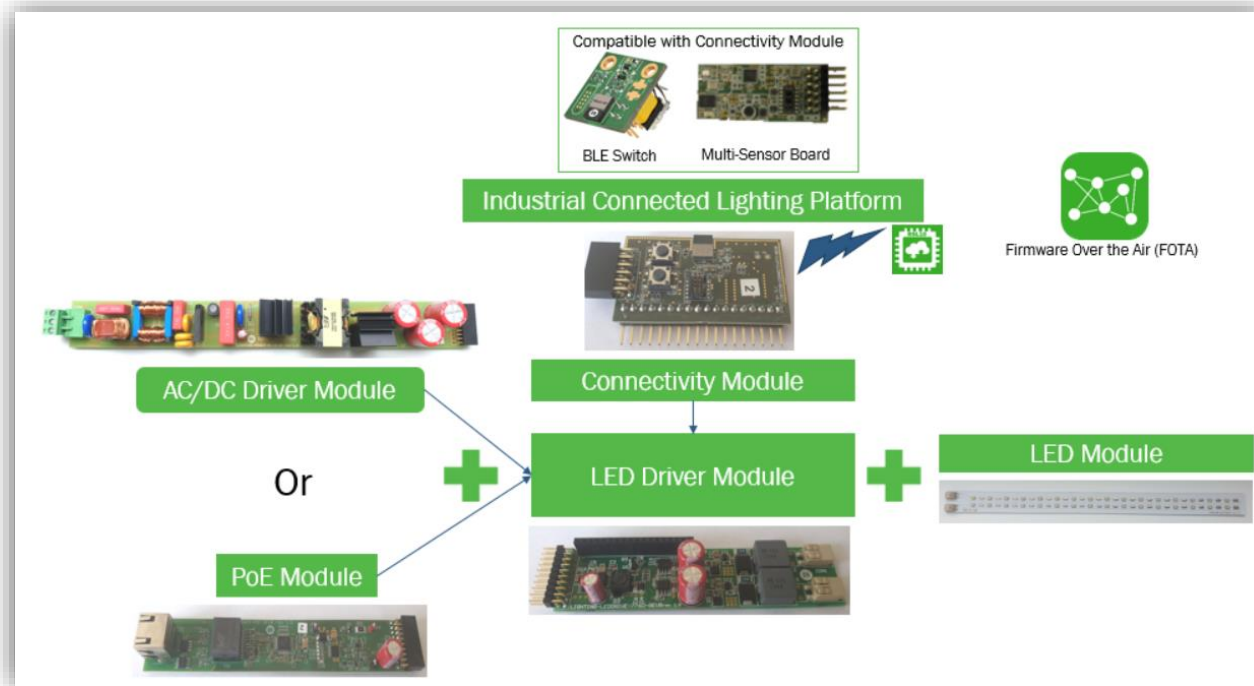 Compatible with Connectivity Module
BLE Switch
Multi-Sensor Board
Industrial Connected Lighting Platform
Firmware Over the Air (FOTA)
AC/DC Driver Module
Connectivity Module
Or
LED Driver Module
LED Module
PoE Module
2